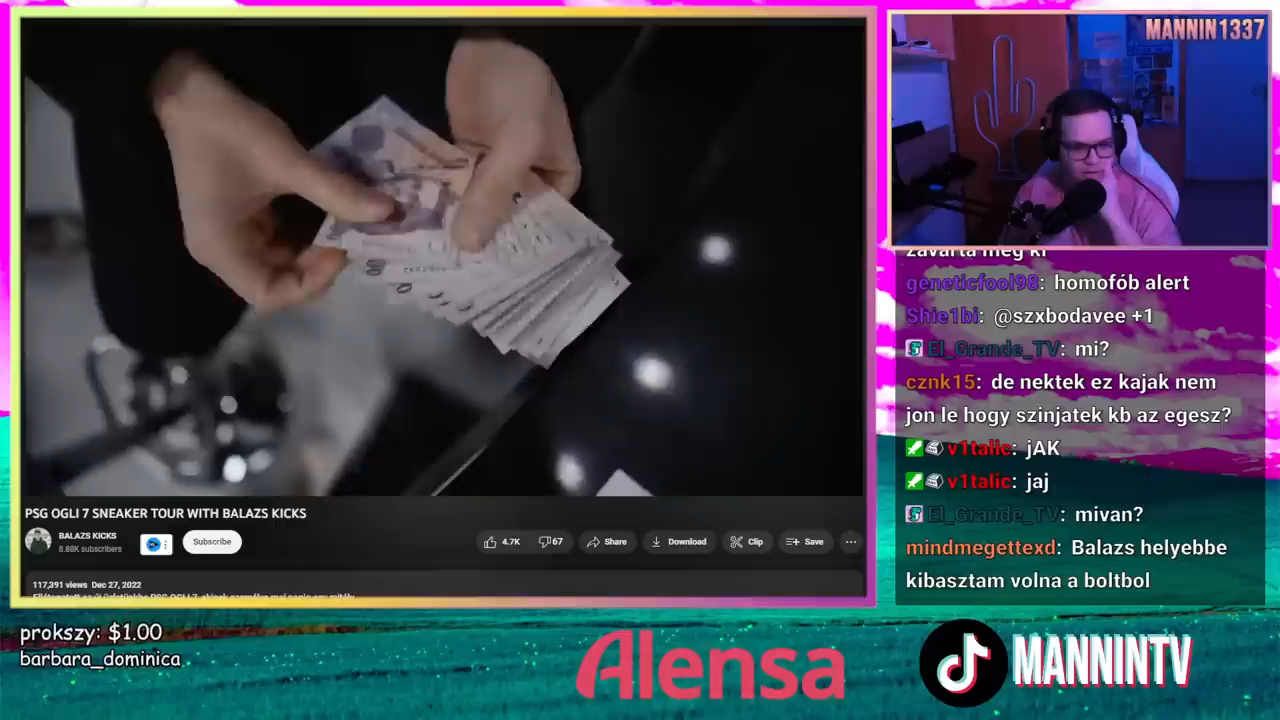 MANNIN1337
zavarta meg ki
geneticfool98: homofób alert
Shie1bi: @szxbodavee +1
El_Grande_TV: mi?
cznk15: de nektek ez kajak nem
jon le hogy szinjatek kb az egesz?
v1talic: jAK
v1talic: jaj
El_Grande_TV: mivan?
mindmegettexd: Balazs helyebbe
kibasztam volna a boltbol
PSG OGLI 7 SNEAKER TOUR WITH BALAZS KICKS
BALAZS KICKS
8.88K subscribers
Subscribe
4.7K
67
Share
Download
Clip
Save
117,391 views Dec 27, 2022
prokszy: $1.00
barbara_dominica
Alensa
MANNINTV